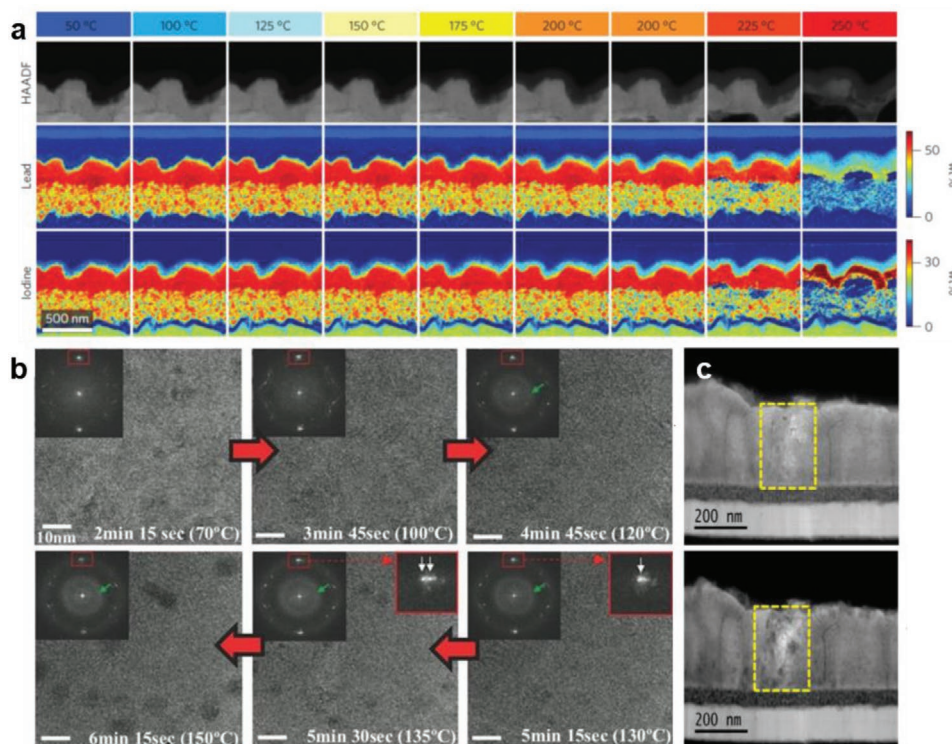 a
50 °C 100 °C 125 °C 150 °C 175 °C 200 °C 200 °C 225 °C 250 °C
HAADF
Lead
50
0
Iodine
30
0
500 nm
b
c
10nm
2min 15 sec (70°C)
3min 45sec (100°C)
4min 45sec (120°C)
200 nm
6min 15sec (150°C)
5min 30sec (135°C)
5min 15sec (130°C)
200 nm